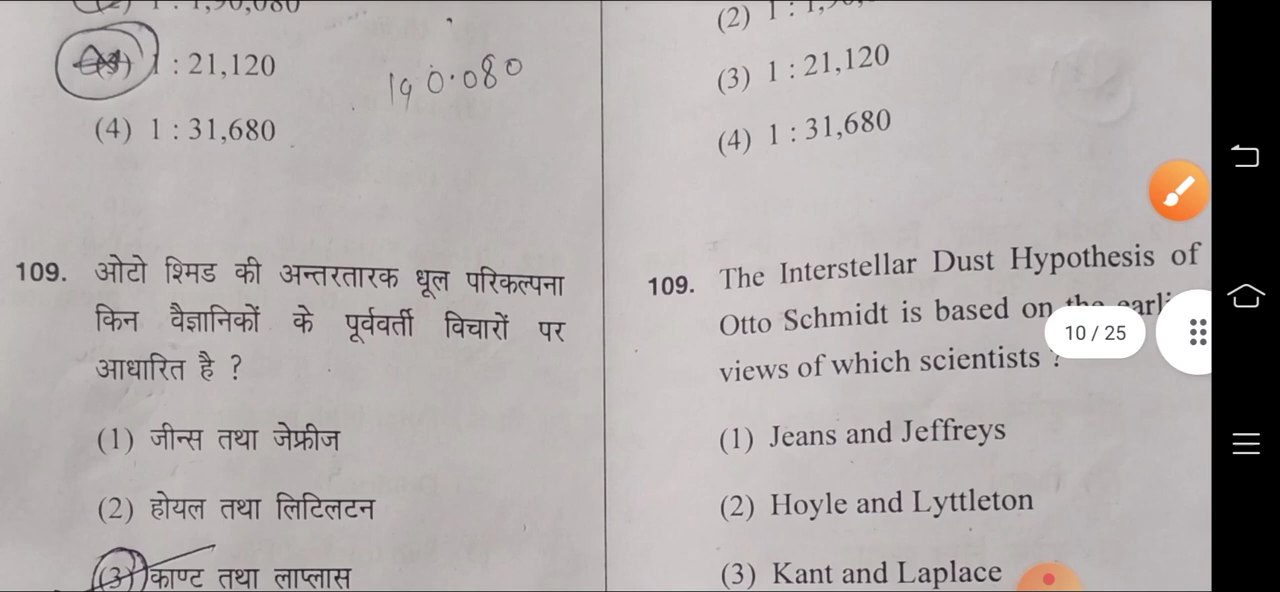 (4) 1 : 31,680
1 : 21,120
190.080
109. ओटो श्मिड की अन्तरतारक धूल परिकल्पना
किन वैज्ञानिकों के पूर्ववर्ती विचारों पर
आधारित है ?
(1) जीन्स तथा जेफ्रीज
(2) होयल तथा लिटिलटन
(3) काण्ट तथा लाप्लास
(2)
(3) 1 : 21,120
(4) 1 : 31,680
109. The Interstellar Dust Hypothesis of
Otto Schmidt is based on the
views of which scientists ?
(1) Jeans and Jeffreys
(2) Hoyle and Lyttleton
(3) Kant and Laplace
10 / 25